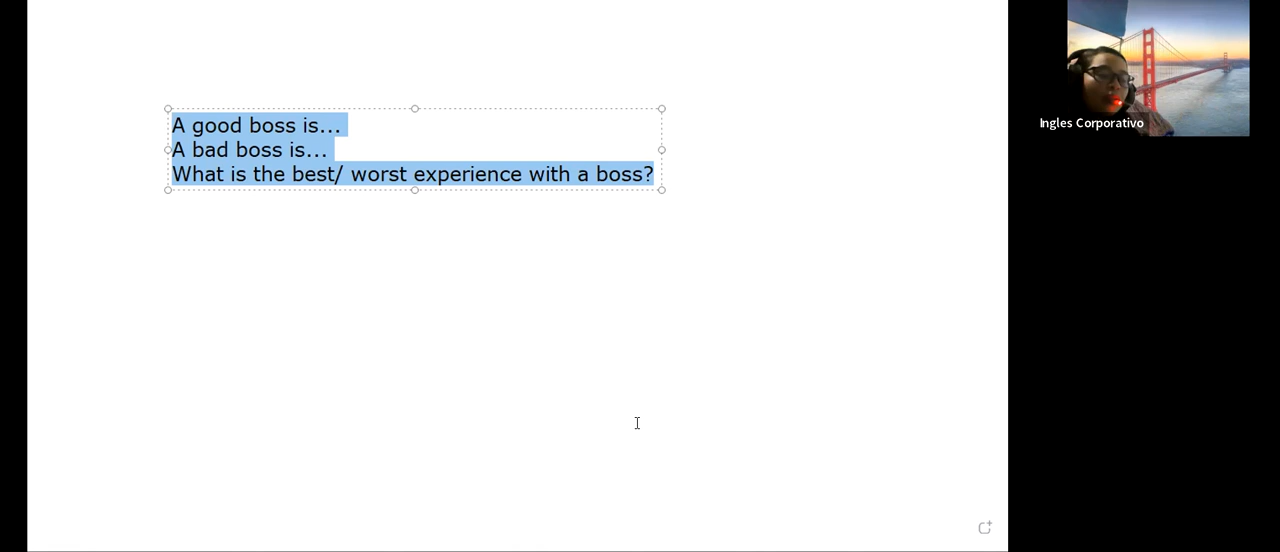 A good boss is...
A bad boss is...
What is the best/ worst experience with a boss?
Ingles Corporativo